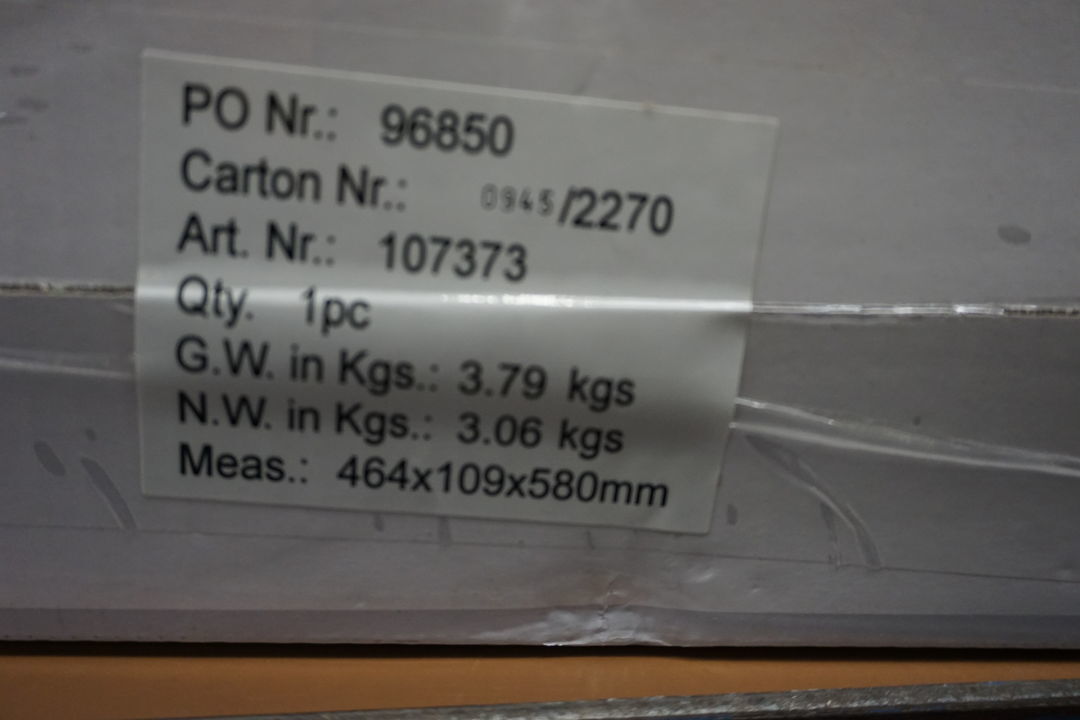 PO Nr.: 96850
Carton Nr.: 0945/2270
Art. Nr.: 107373
Qty. 1pc
G.W. in Kgs.: 3.79 kgs
N.W. in Kgs.: 3.06 kgs
Meas.: 464x109x580mm